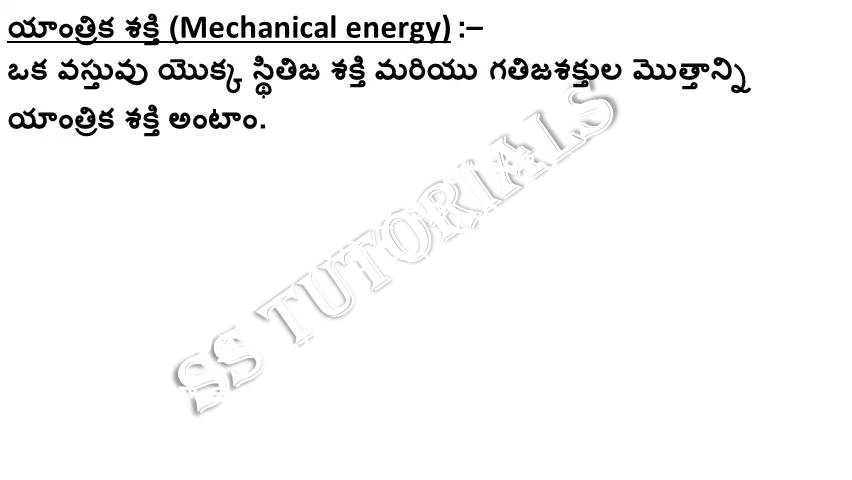 యాంత్రిక శక్తి (Mechanical energy) :–
ఒక వస్తువు యొక్క స్థితిజ శక్తి మరియు గతిజశక్తుల మొత్తాన్ని
యాంత్రిక శక్తి అంటాం.
SS TUTORIALS